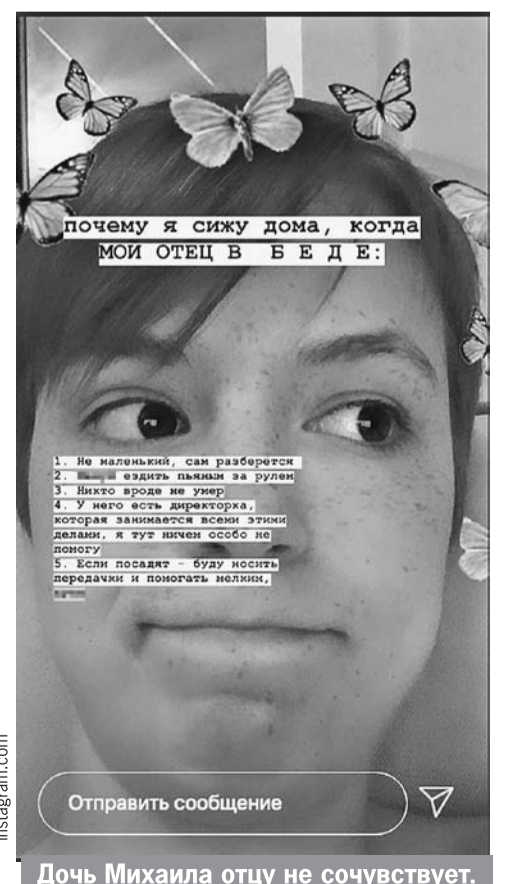 почему я сижу дома, когда
МОИ ОТЕЦ В Б Е Д Е:
1. Не маленький, сам разберется
2. ездить пьяным за рулем
3. Никто вроде не умер
4. У него есть директорка,
которая занимается всеми этими
делами, я тут ничем особо не
помогу
5. Если посадят – буду носить
передачки и помогать мелким,
Отправить сообщение
instagram.com
Дочь Михаила отцу не сочувствует.